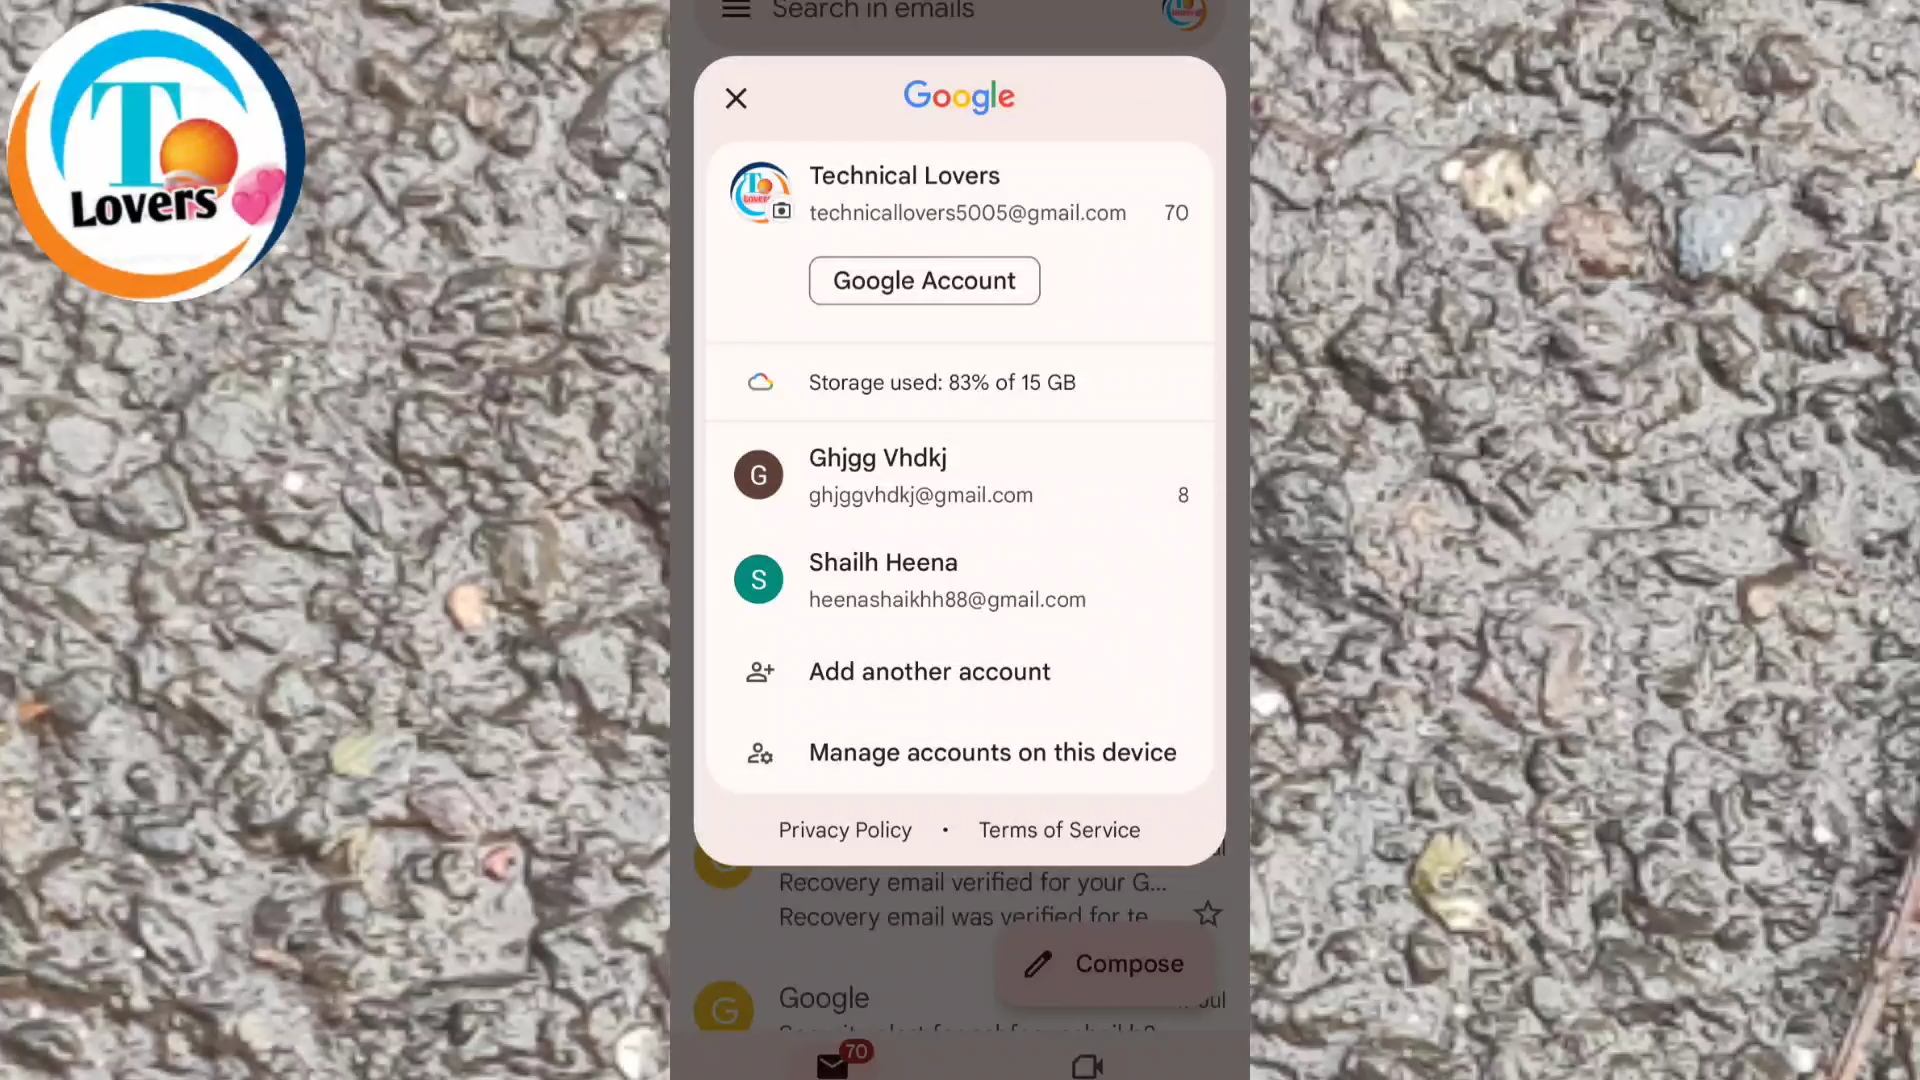 T
Lovers
Search in emails
Google
Technical Lovers
technicallovers5005@gmail.com 70
Google Account
Storage used: 83% of 15 GB
G
Ghjgg Vhdkj
ghjggvhdkj@gmail.com 8
S
Shailh Heena
heenashaikhh88@gmail.com
Add another account
Manage accounts on this device
Privacy Policy • Terms of Service
Recovery email verified for your G...
Recovery email was verified for te
Compose
G
Google
70